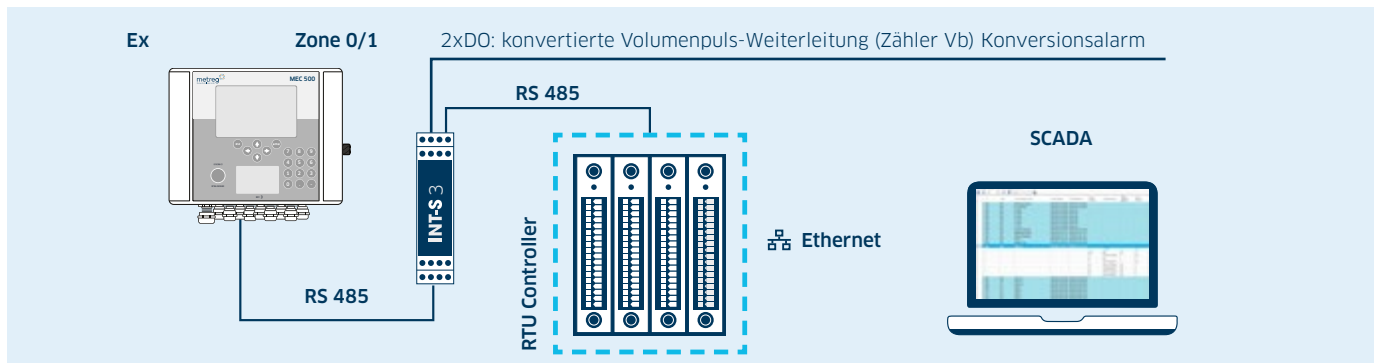 Ex
Zone 0/1
2xDO: konvertierte Volumenpuls-Weiterleitung (Zähler Vb) Konversionsalarm
metreg
MEC 500
RS 485
SCADA
INT-S 3
RTU Controller
Ethernet
RS 485